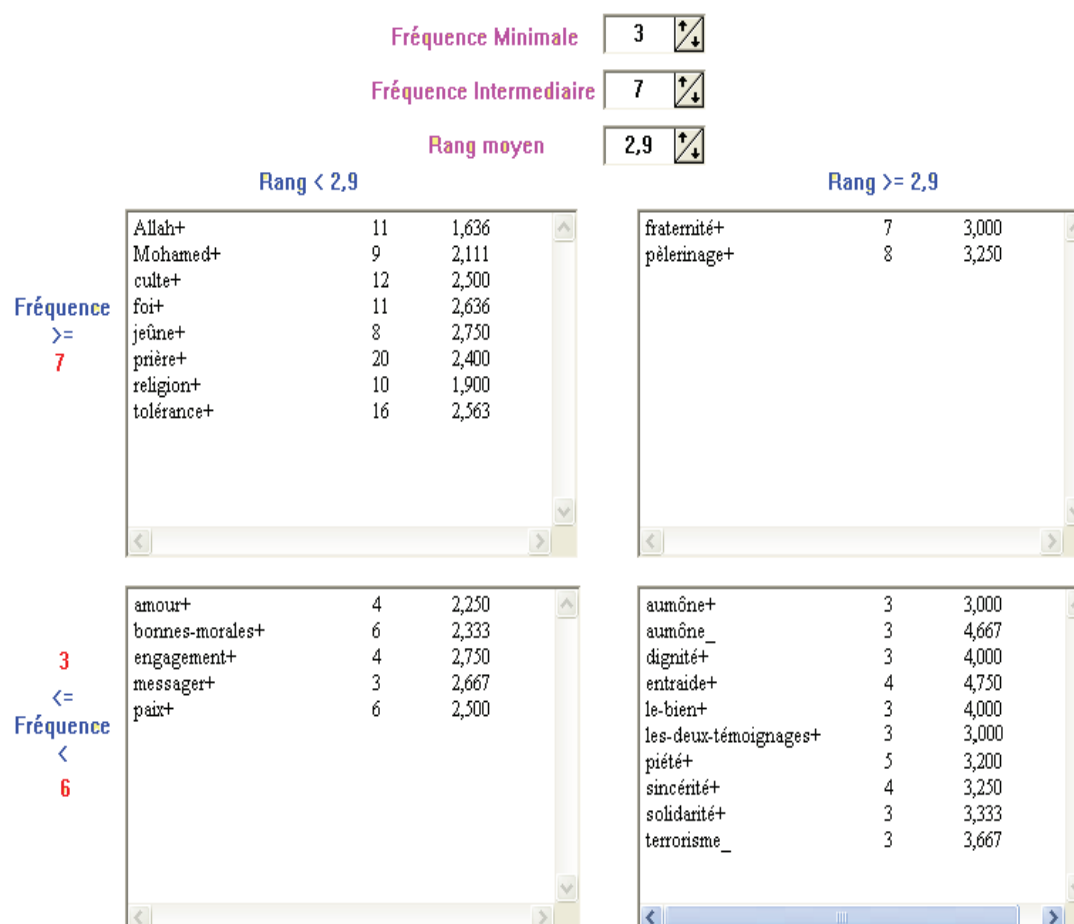 Fréquence Minimale 3
Fréquence Intermediaire 7
Rang moyen 2,9
Rang < 2,9
Rang >= 2,9
Fréquence
>=
7
Allah+ 11 1,636
Mohamed+ 9 2,111
culte+ 12 2,500
foi+ 11 2,636
jeûne+ 8 2,750
prière+ 20 2,400
religion+ 10 1,900
tolérance+ 16 2,563
fraternité+ 7 3,000
pèlerinage+ 8 3,250
3
<=
Fréquence
<
6
amour+ 4 2,250
bonnes-morales+ 6 2,333
engagement+ 4 2,750
messager+ 3 2,667
paix+ 6 2,500
aumône+ 3 3,000
aumône_ 3 4,667
dignité+ 3 4,000
entraide+ 4 4,750
le-bien+ 3 4,000
les-deux-témoignages+ 3 3,000
piété+ 5 3,200
sincérité+ 4 3,250
solidarité+ 3 3,333
terrorisme_ 3 3,667